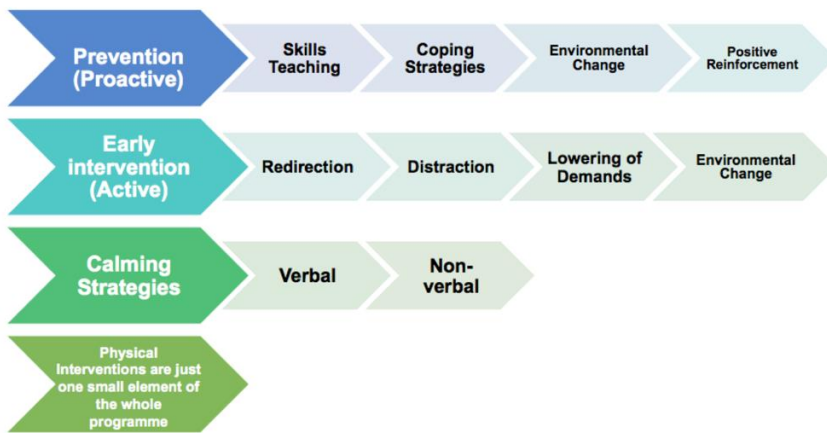 Prevention
(Proactive)
Skills
Teaching
Coping
Strategies
Environmental
Change
Positive
Reinforcement
Early
intervention
(Active)
Redirection
Distraction
Lowering of
Demands
Environmental
Change
Calming
Strategies
Verbal
Non-
verbal
Physical
Interventions are just
one small element of
the whole
programme